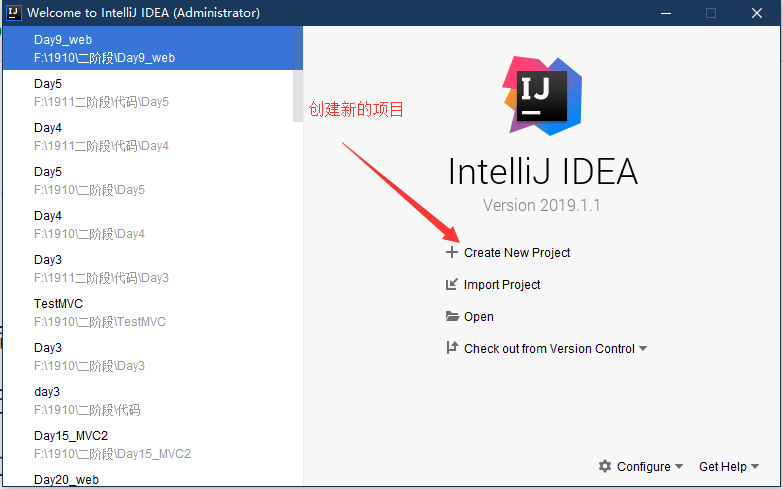 Welcome to IntelliJ IDEA (Administrator)
Day9_web
F:\1910\二阶段\Day9_web
Day5
F:\1911二阶段\代码\Day5
Day4
F:\1911二阶段\代码\Day4
Day5
F:\1910\二阶段\Day5
Day4
F:\1910\二阶段\Day4
Day3
F:\1911二阶段\代码\Day3
TestMVC
F:\1910\二阶段\TestMVC
Day3
F:\1910\二阶段\Day3
day3
F:\1910\二阶段\代码
Day15_MVC2
F:\1910\二阶段\Day15_MVC2
Day20_web
创建新的项目
IJ
IntelliJ IDEA
Version 2019.1.1
Create New Project
Import Project
Open
Check out from Version Control
Configure
Get Help